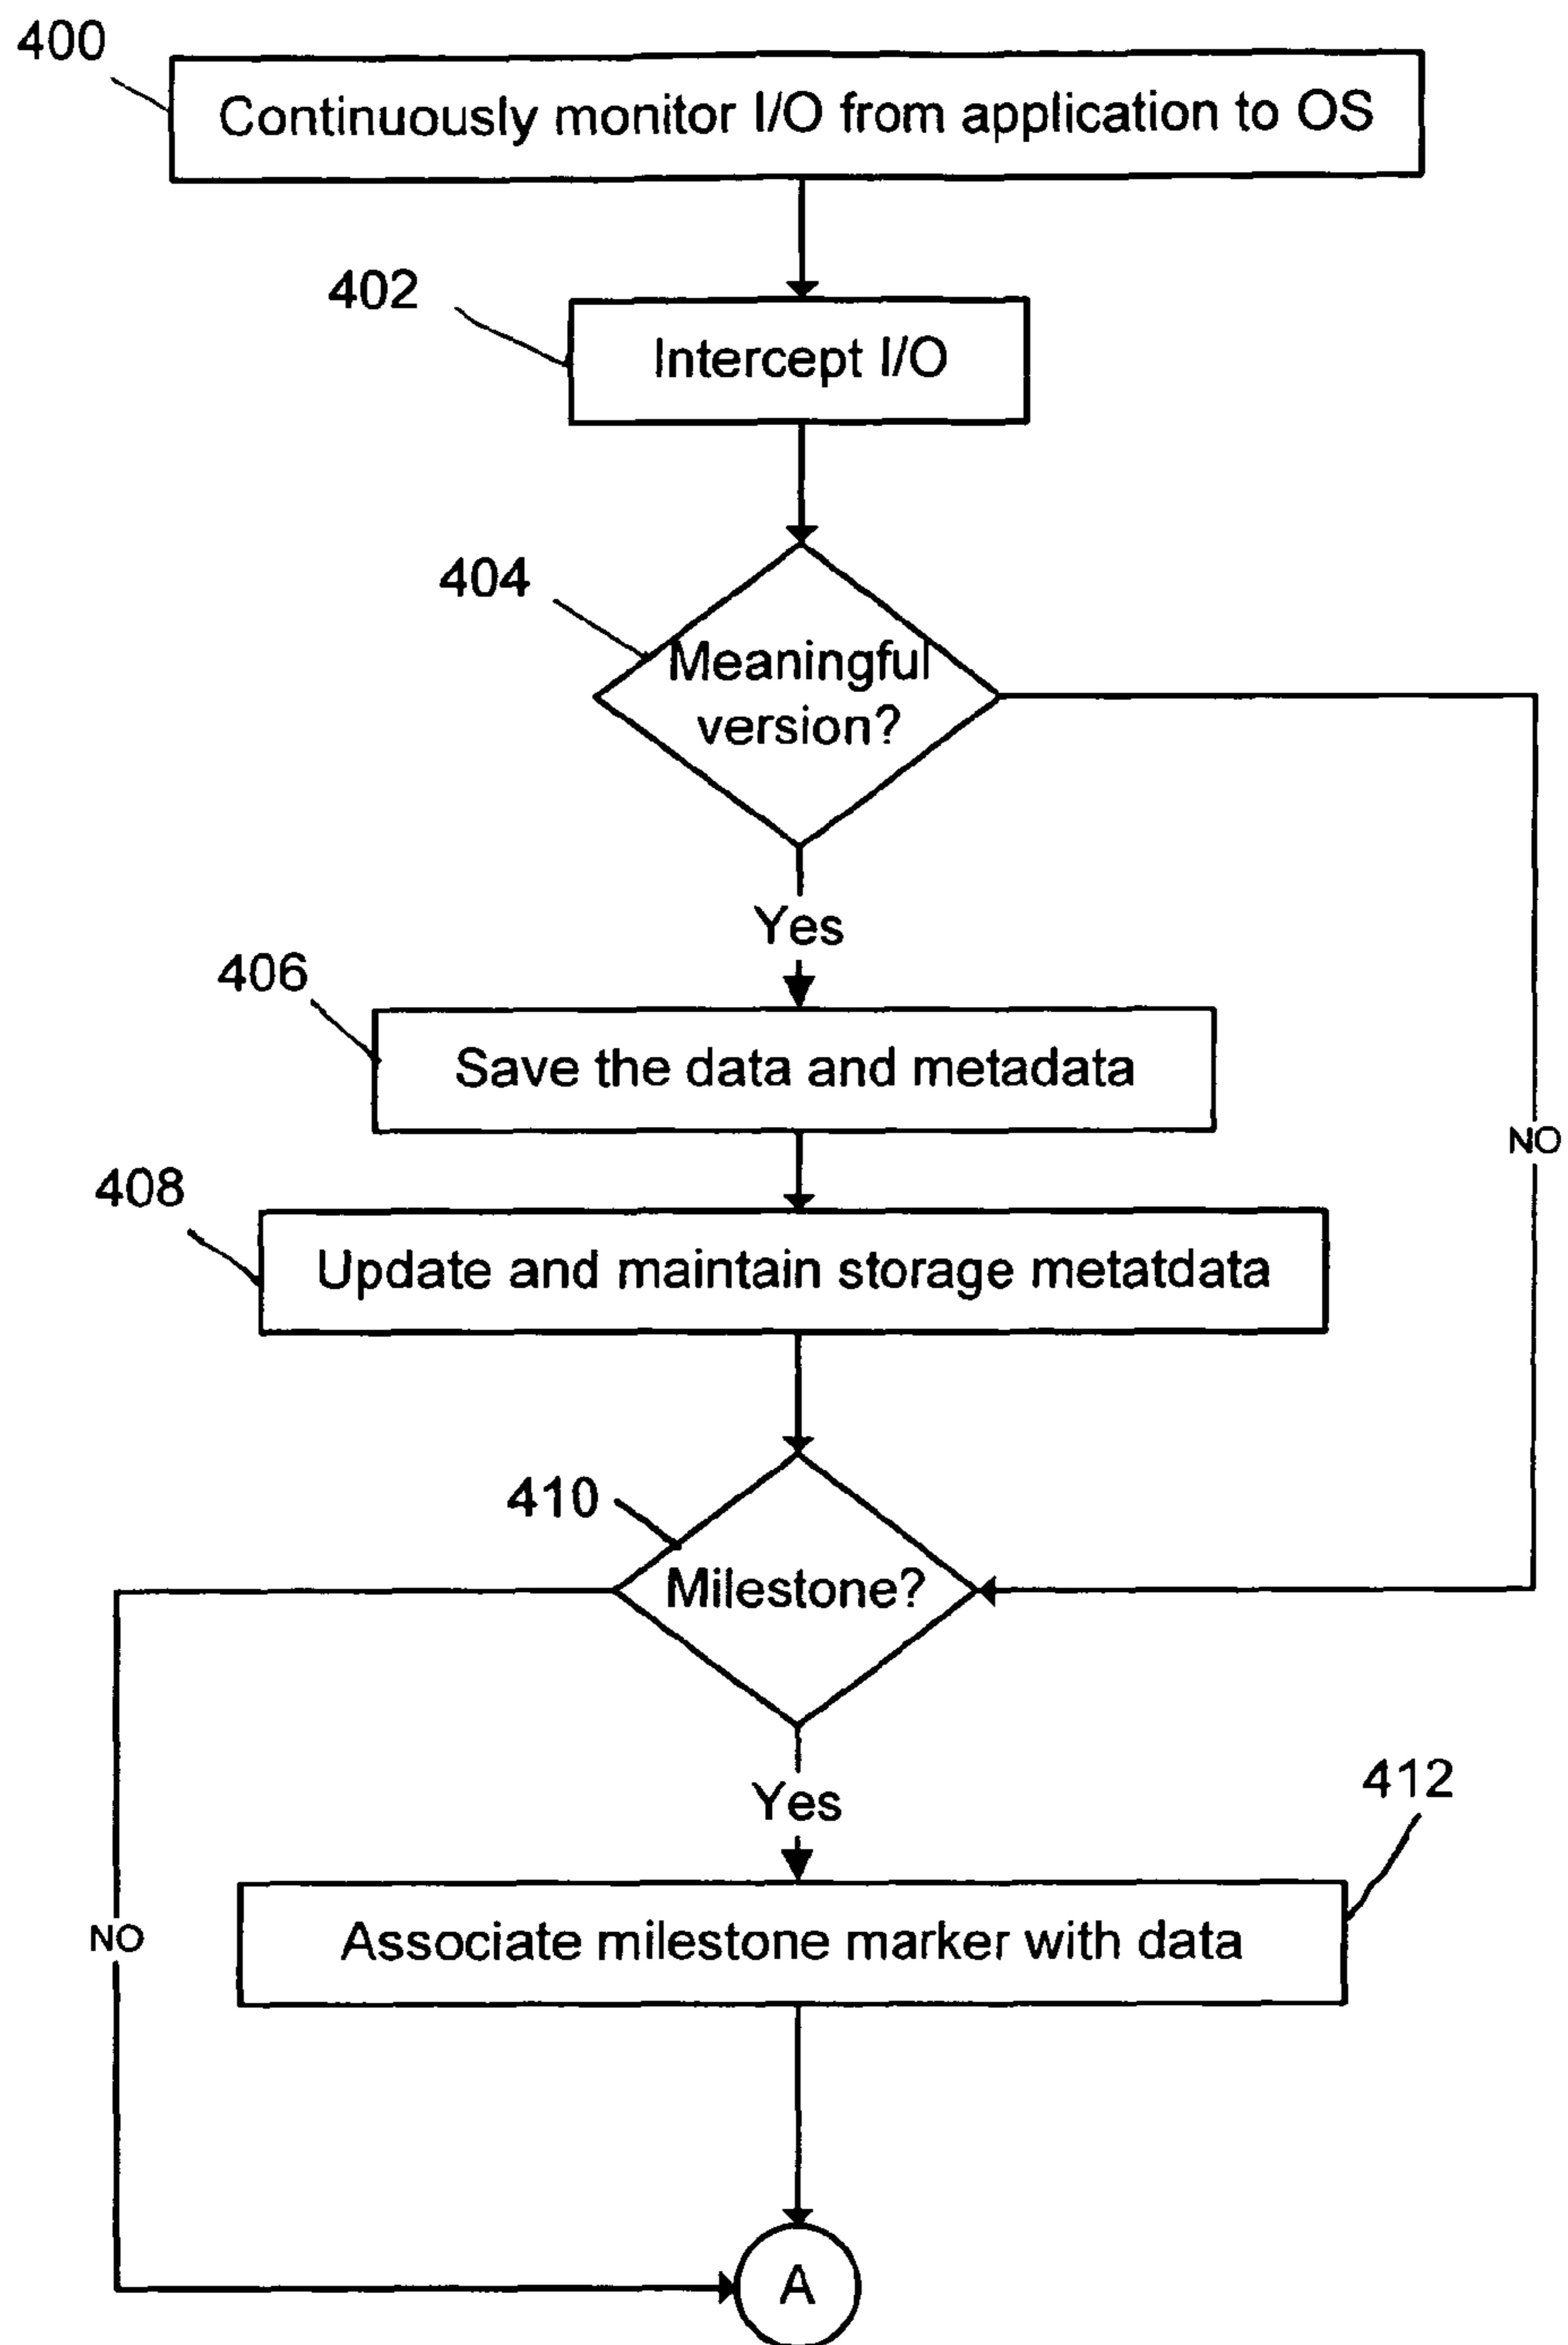 400
Continuously monitor I/O from application to OS
402
Intercept I/O
404
Meaningful
version?
Yes
406
Save the data and metadata
NO
408
Update and maintain storage metatdata
410
Milestone?
Yes
412
Associate milestone marker with data
NO
A